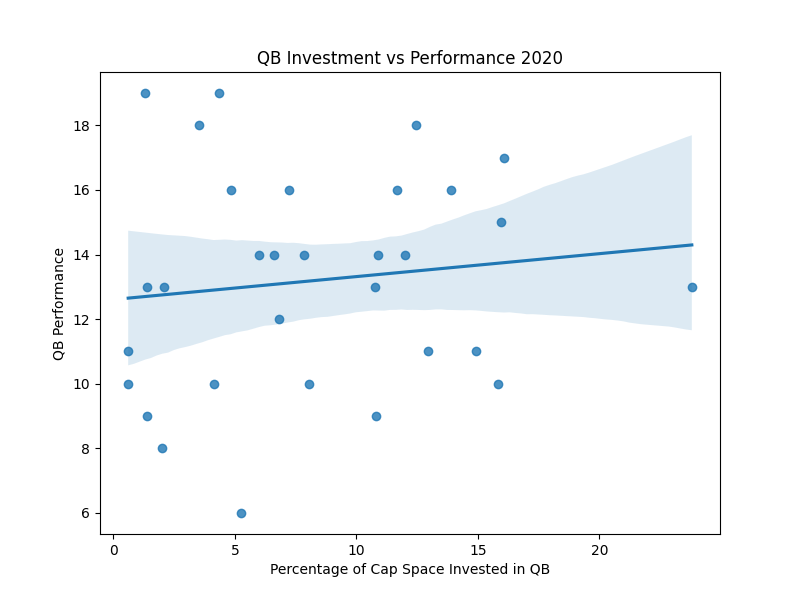 QB Investment vs Performance 2020
18
16
14
12
10
8
6
QB Performance
0 5 10 15 20
Percentage of Cap Space Invested in QB